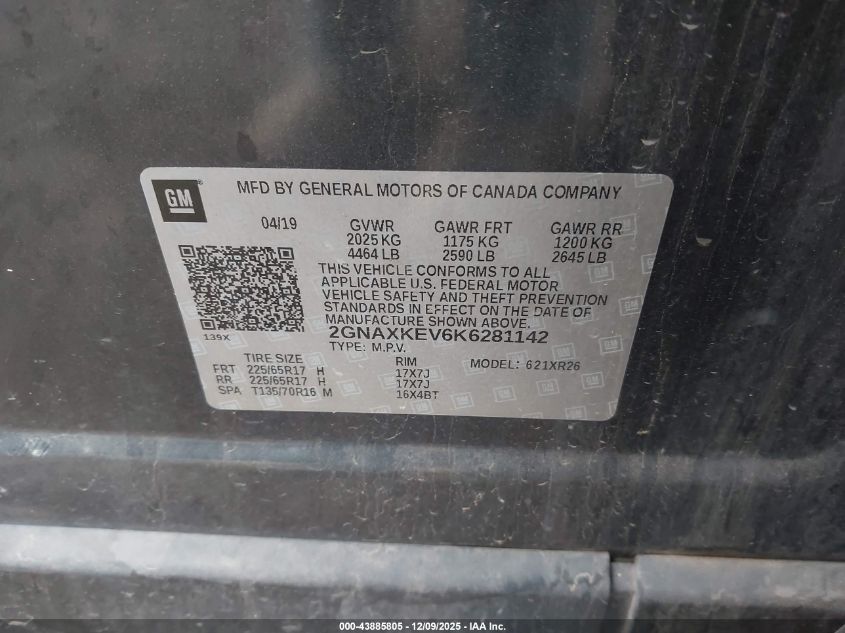 GM
MFD BY GENERAL MOTORS OF CANADA COMPANY
04/19 GVWR GAWR FRT GAWR RR
2025 KG 1175 KG 1200 KG
4464 LB 2590 LB 2645 LB
THIS VEHICLE CONFORMS TO ALL
APPLICABLE U.S. FEDERAL MOTOR
VEHICLE SAFETY AND THEFT PREVENTION
STANDARDS IN EFFECT ON THE DATE OF
MANUFACTURE SHOWN ABOVE.
139X
2GNAXKEV6K6281142
TYPE: M.P.V.
TIRE SIZE RIM MODEL: 621XR26
FRT 225/65R17 H 17X7J
RR 225/65R17 H 17X7J
SPA T135/70R16 M 16X4BT
000-43885805 - 12/09/2025 - IAA Inc.